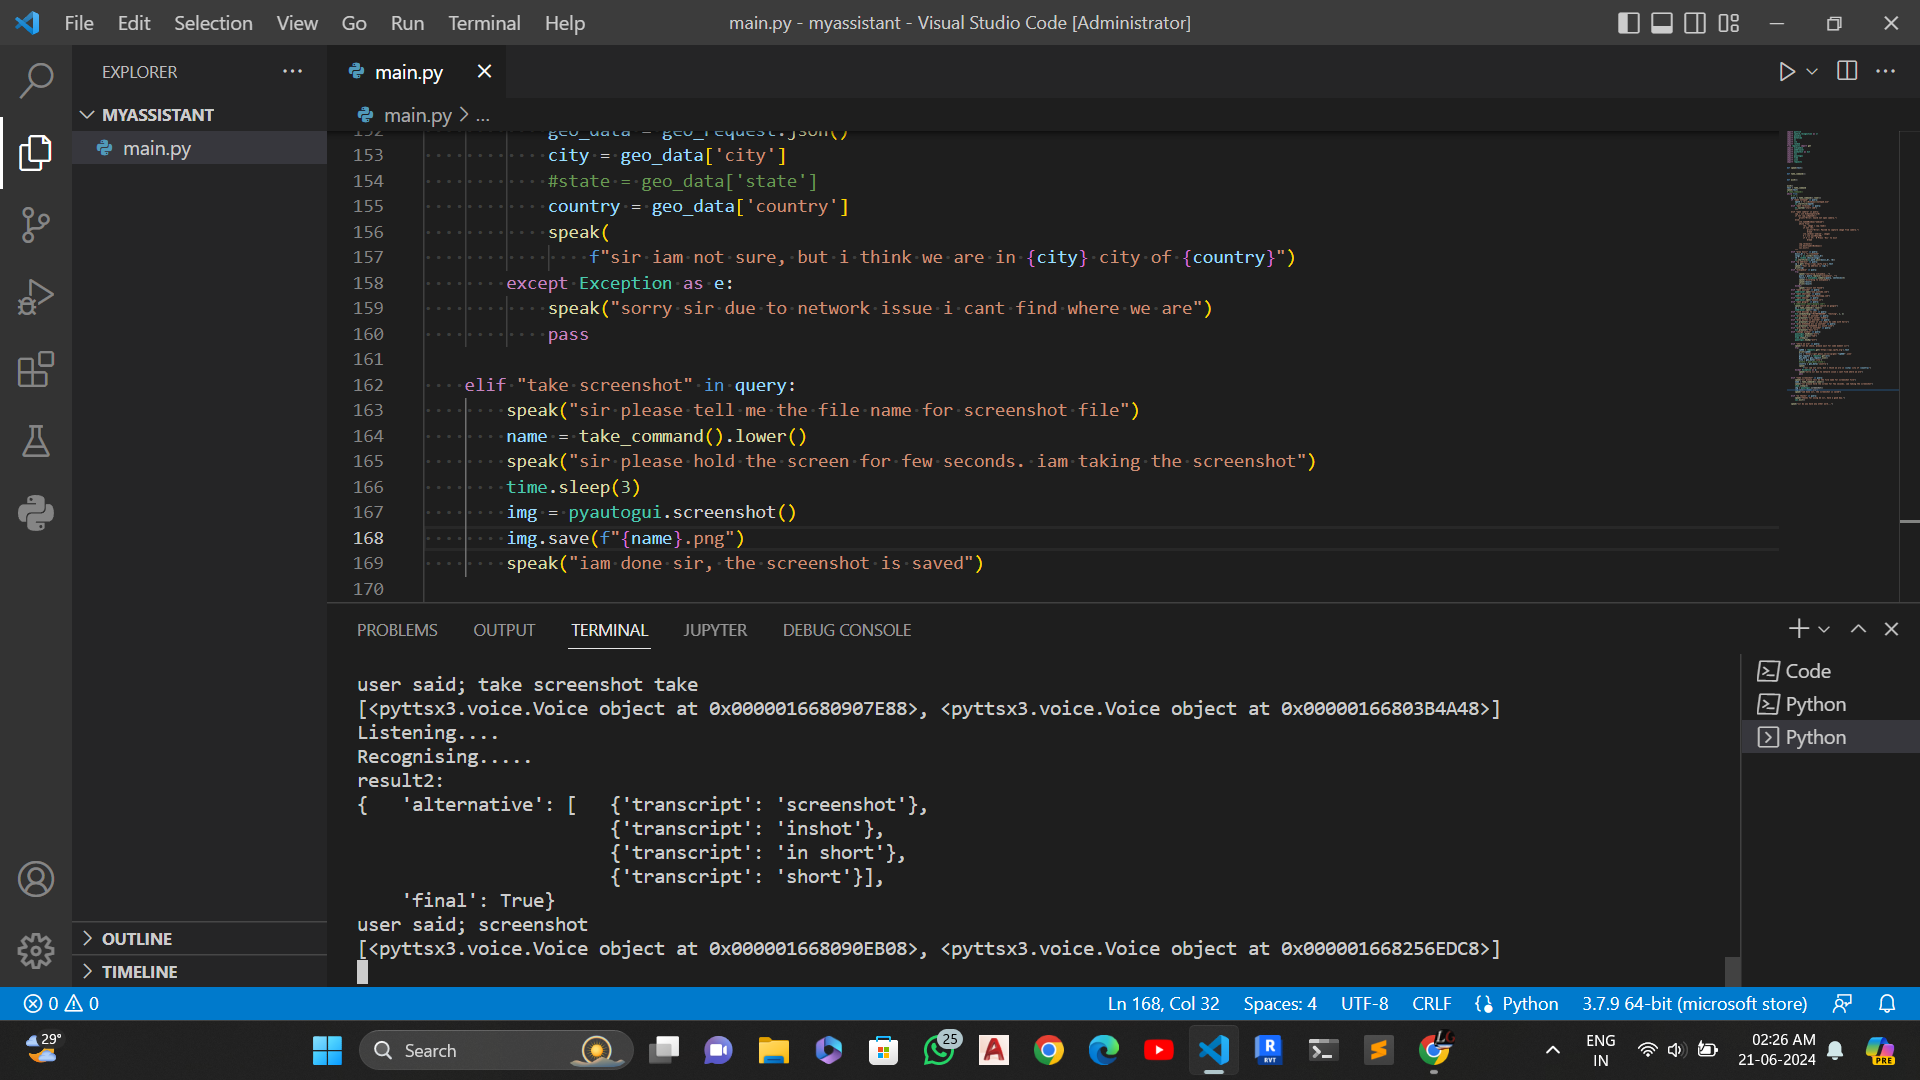 File Edit Selection View Go Run Terminal Help
main.py - myassistant - Visual Studio Code [Administrator]
EXPLORER
MYASSISTANT
main.py
OUTLINE
TIMELINE
main.py
main.py > ...
152 geo_data = geo_request.json()
153 city = geo_data['city']
154 #state = geo_data['state']
155 country = geo_data['country']
156 speak(
157 f"sir iam not sure, but i think we are in {city} city of {country}")
158 except Exception as e:
159 speak("sorry sir due to network issue i cant find where we are")
160 pass
161
162 elif "take screenshot" in query:
163 speak("sir please tell me the file name for screenshot file")
164 name = take_command().lower()
165 speak("sir please hold the screen for few seconds. iam taking the screenshot")
166 time.sleep(3)
167 img = pyautogui.screenshot()
168 img.save(f"{name}.png")
169 speak("iam done sir, the screenshot is saved")
170
PROBLEMS OUTPUT TERMINAL JUPYTER DEBUG CONSOLE
user said; take screenshot take
[<pyttsx3.voice.Voice object at 0x0000016680907E88>, <pyttsx3.voice.Voice object at 0x00000166803B4A48>]
Listening....
Recognising.....
result2:
{   'alternative': [   {'transcript': 'screenshot'},
{'transcript': 'inshot'},
{'transcript': 'in short'},
{'transcript': 'short'}],
'final': True}
user said; screenshot
[<pyttsx3.voice.Voice object at 0x000001668090EB08>, <pyttsx3.voice.Voice object at 0x000001668256EDC8>]
Code
Python
Python
0 0
Ln 168, Col 32 Spaces: 4 UTF-8 CRLF Python 3.7.9 64-bit (microsoft store)
29°
Search
25
ENG
IN
02:26 AM
21-06-2024